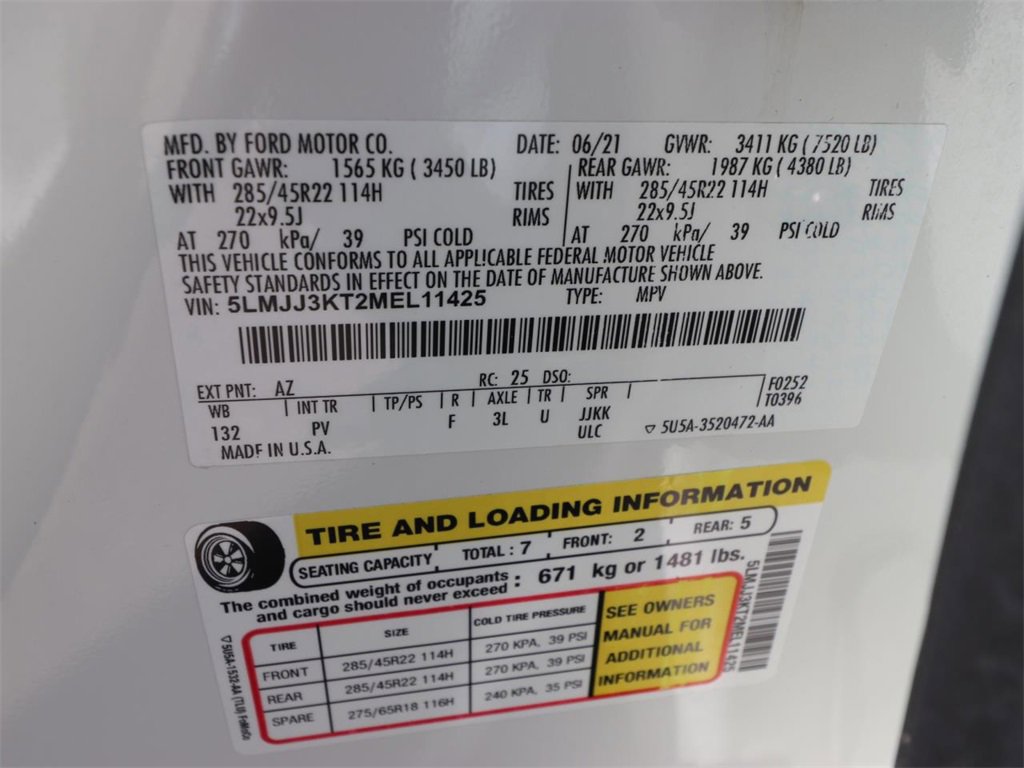 MFD. BY FORD MOTOR CO. DATE: 06/21 GVWR: 3411 KG ( 7520 LB)
FRONT GAWR: 1565 KG ( 3450 LB) REAR GAWR: 1987 KG ( 4380 LB)
WITH 285/45R22 114H TIRES WITH 285/45R22 114H TIRES
22x9.5J RIMS 22x9.5J RIMS
AT 270 kPa/ 39 PSI COLD AT 270 kPa/ 39 PSI COLD
THIS VEHICLE CONFORMS TO ALL APPLICABLE FEDERAL MOTOR VEHICLE
SAFETY STANDARDS IN EFFECT ON THE DATE OF MANUFACTURE SHOWN ABOVE.
VIN: 5LMJJ3KT2MEL11425 TYPE: MPV
EXT PNT: AZ RC: 25 DSO: F0252
WB INT TR TP/PS R AXLE TR SPR T0396
132 PV F 3L U JJKK
ULC 5U5A-3520472-AA
MADE IN U.S.A.
TIRE AND LOADING INFORMATION
SEATING CAPACITY TOTAL : 7 FRONT: 2 REAR: 5
The combined weight of occupants
and cargo should never exceed : 671 kg or 1481 lbs.
TIRE SIZE COLD TIRE PRESSURE
FRONT 285/45R22 114H 270 KPA, 39 PSI
REAR 285/45R22 114H 270 KPA, 39 PSI
SPARE 275/65R18 116H 240 KPA, 35 PSI
SEE OWNERS
MANUAL FOR
ADDITIONAL
INFORMATION
5LMJJ3KT2MEL11425
5U5A-1532-AA (TLU) FoMoCo